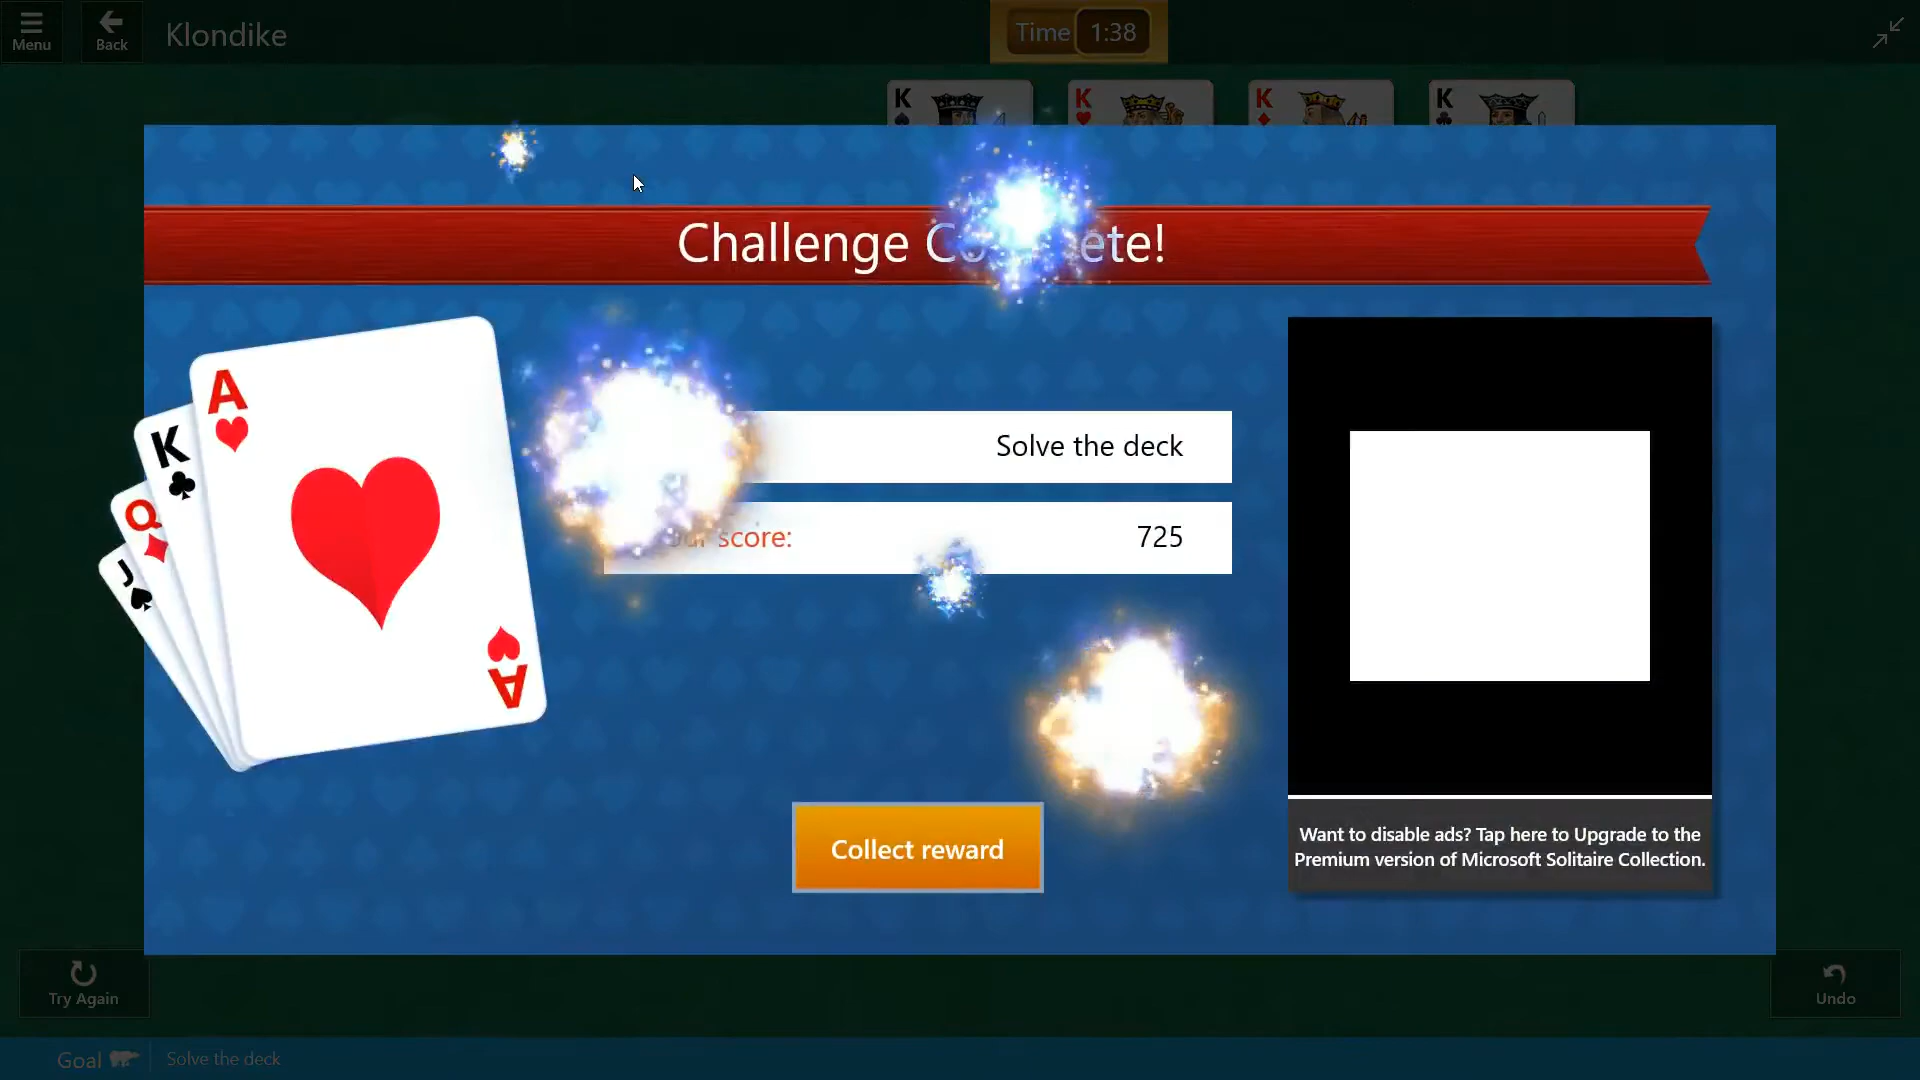 Menu
Back
Klondike
Time 1:38
K
K
K
K
Challenge
A
K
Q
J
A
Solve the deck
score:
725
Collect reward
Want to disable ads? Tap here to Upgrade to the
Premium version of Microsoft Solitaire Collection.
Try Again
Undo
Goal
Solve the deck